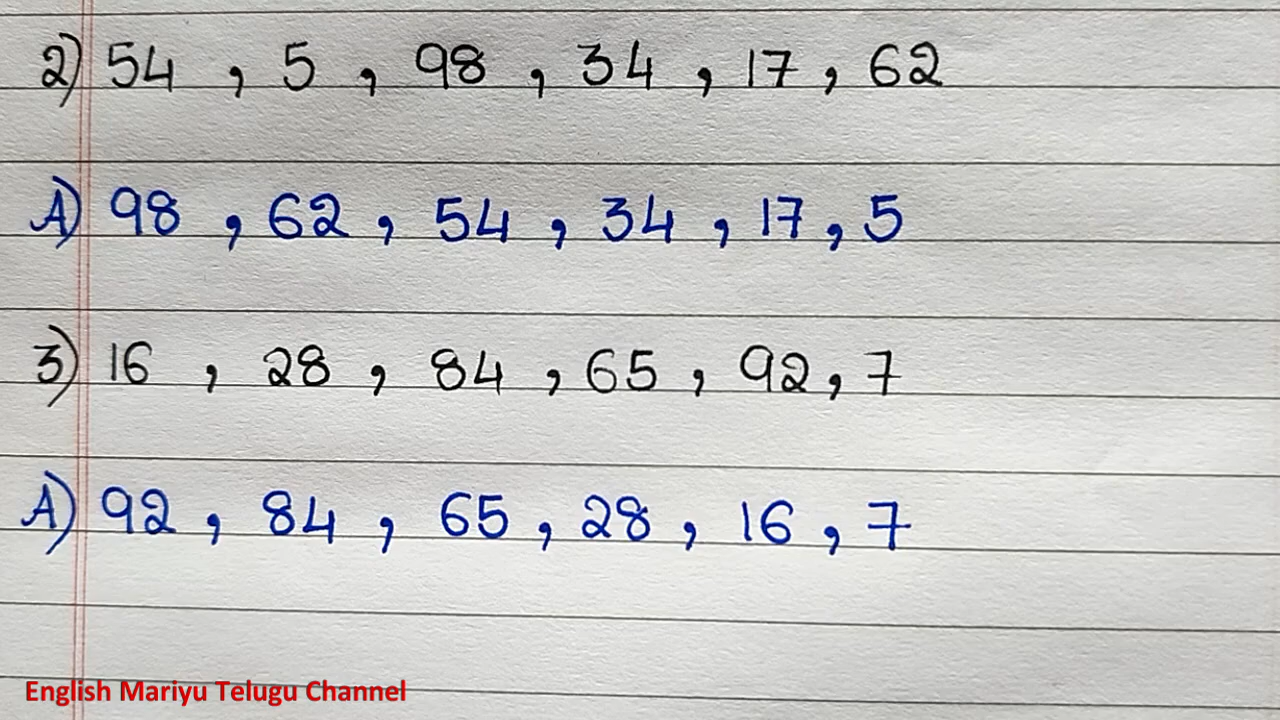 2) 54 , 5 , 98 , 34 , 17 , 62
A) 98 , 62 , 54 , 34 , 17 , 5
3) 16 , 28 , 84 , 65 , 92 , 7
A) 92 , 84 , 65 , 28 , 16 , 7
English Mariyu Telugu Channel